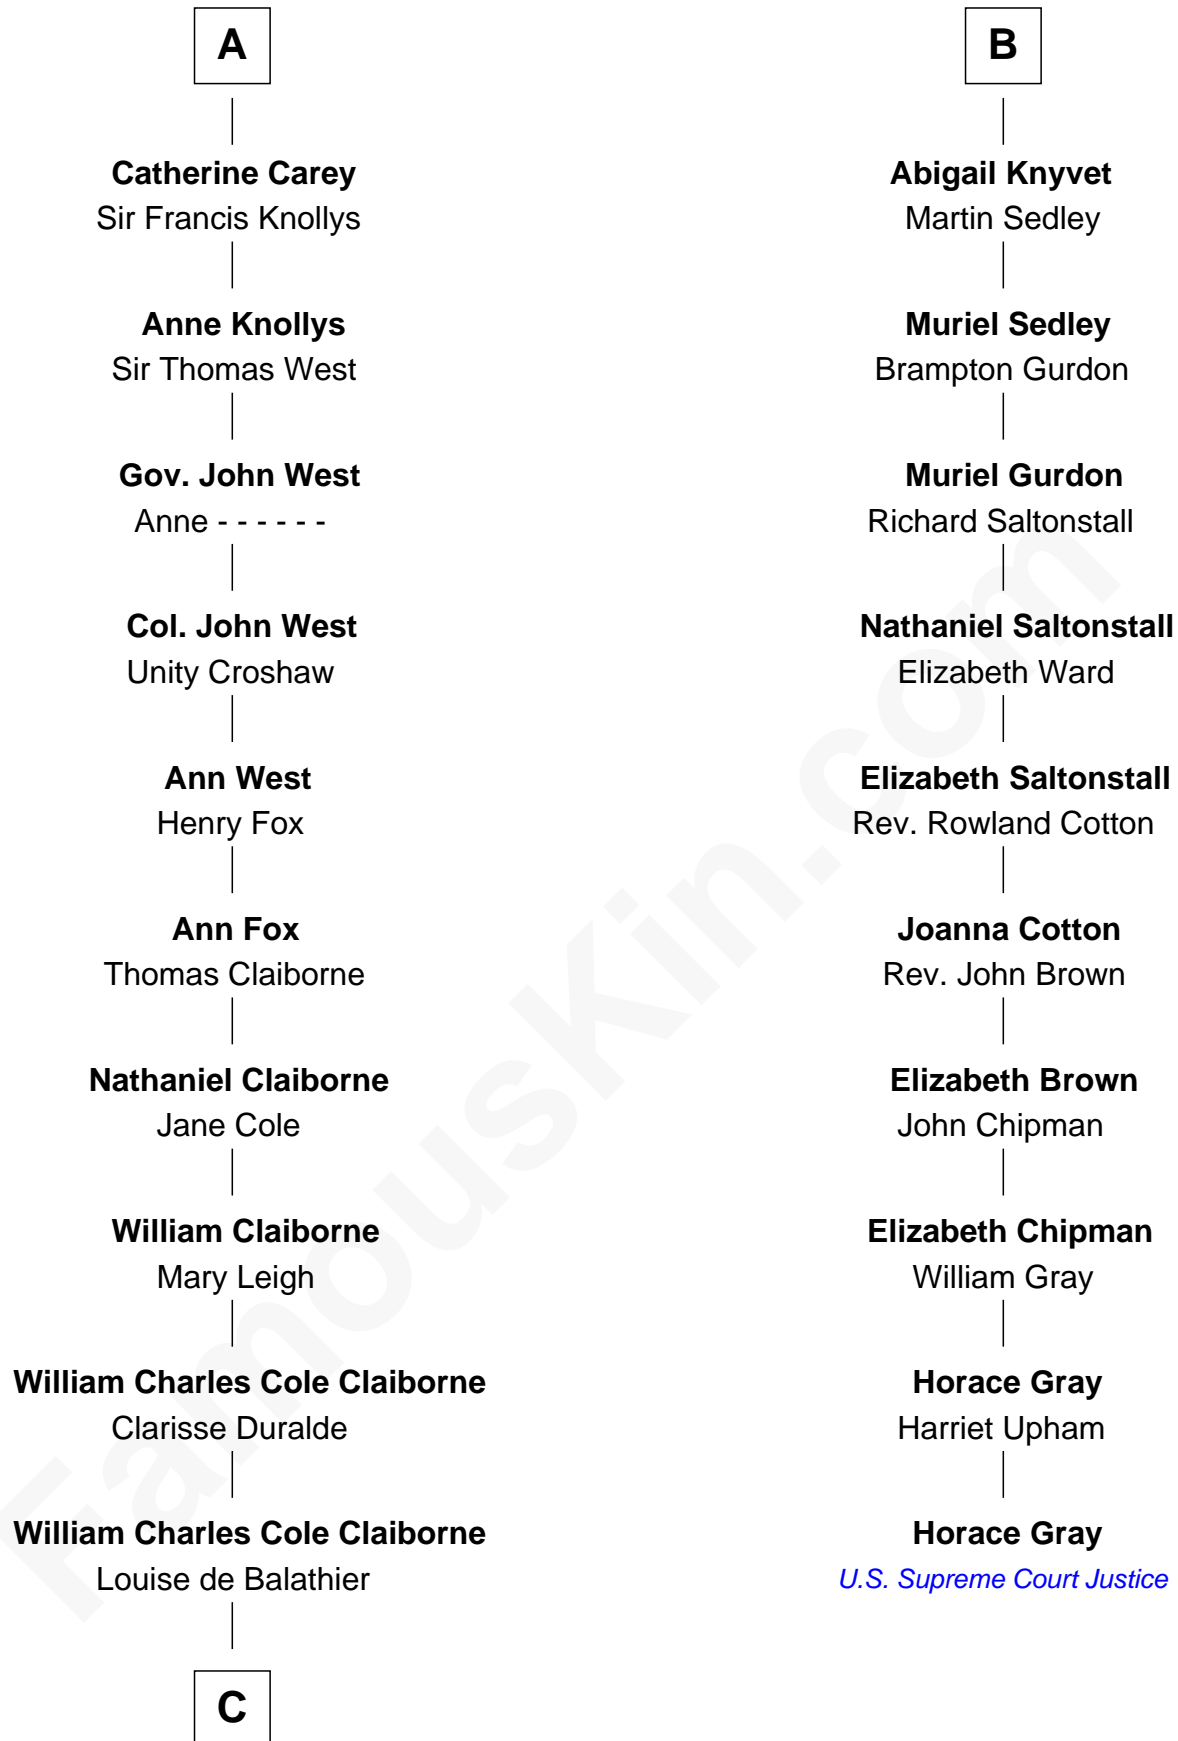 A
Catherine Carey
Sir Francis Knollys
Anne Knollys
Sir Thomas West
Gov. John West
Anne - - - - - -
Col. John West
Unity Croshaw
Ann West
Henry Fox
Ann Fox
Thomas Claiborne
Nathaniel Claiborne
Jane Cole
William Claiborne
Mary Leigh
William Charles Cole Claiborne
Clarisse Duralde
William Charles Cole Claiborne
Louise de Balathier
C
B
Abigail Knyvet
Martin Sedley
Muriel Sedley
Brampton Gurdon
Muriel Gurdon
Richard Saltonstall
Nathaniel Saltonstall
Elizabeth Ward
Elizabeth Saltonstall
Rev. Rowland Cotton
Joanna Cotton
Rev. John Brown
Elizabeth Brown
John Chipman
Elizabeth Chipman
William Gray
Horace Gray
Harriet Upham
Horace Gray
U.S. Supreme Court Justice
FamousKin.com